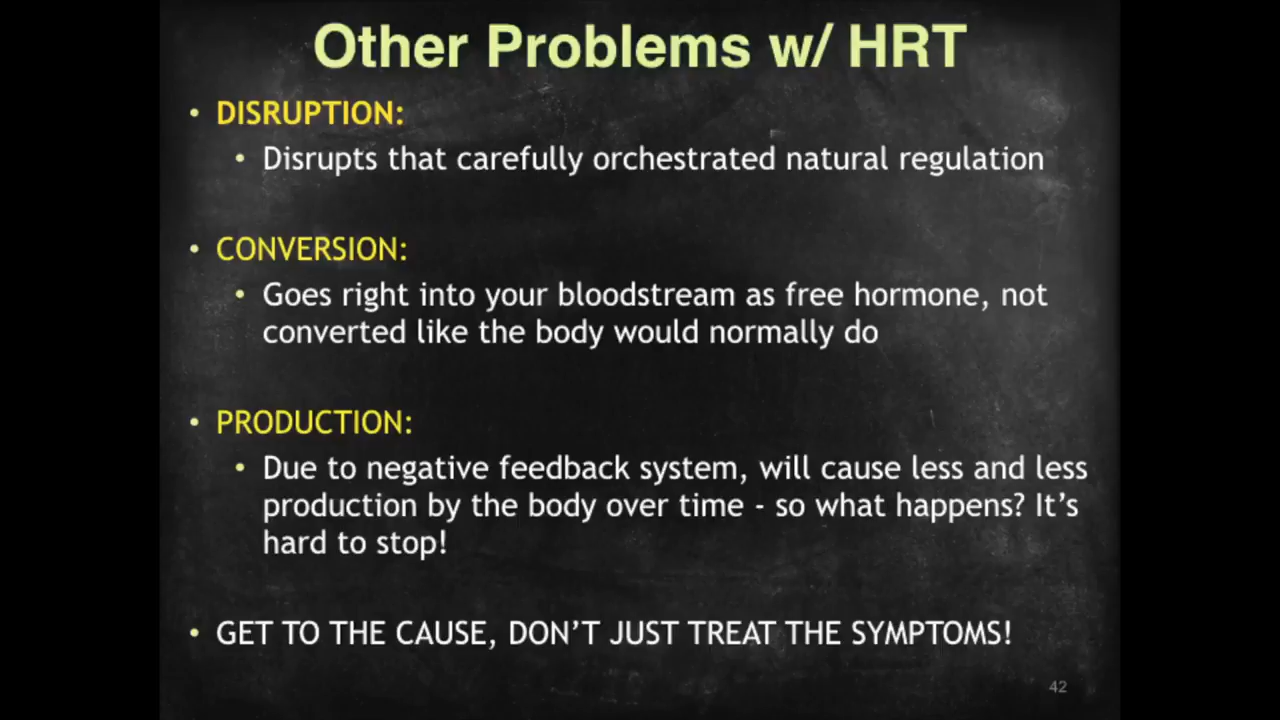 Other Problems w/ HRT
• DISRUPTION:
• Disrupts that carefully orchestrated natural regulation
• CONVERSION:
• Goes right into your bloodstream as free hormone, not
converted like the body would normally do
• PRODUCTION:
• Due to negative feedback system, will cause less and less
production by the body over time - so what happens? It’s
hard to stop!
• GET TO THE CAUSE, DON’T JUST TREAT THE SYMPTOMS!
42